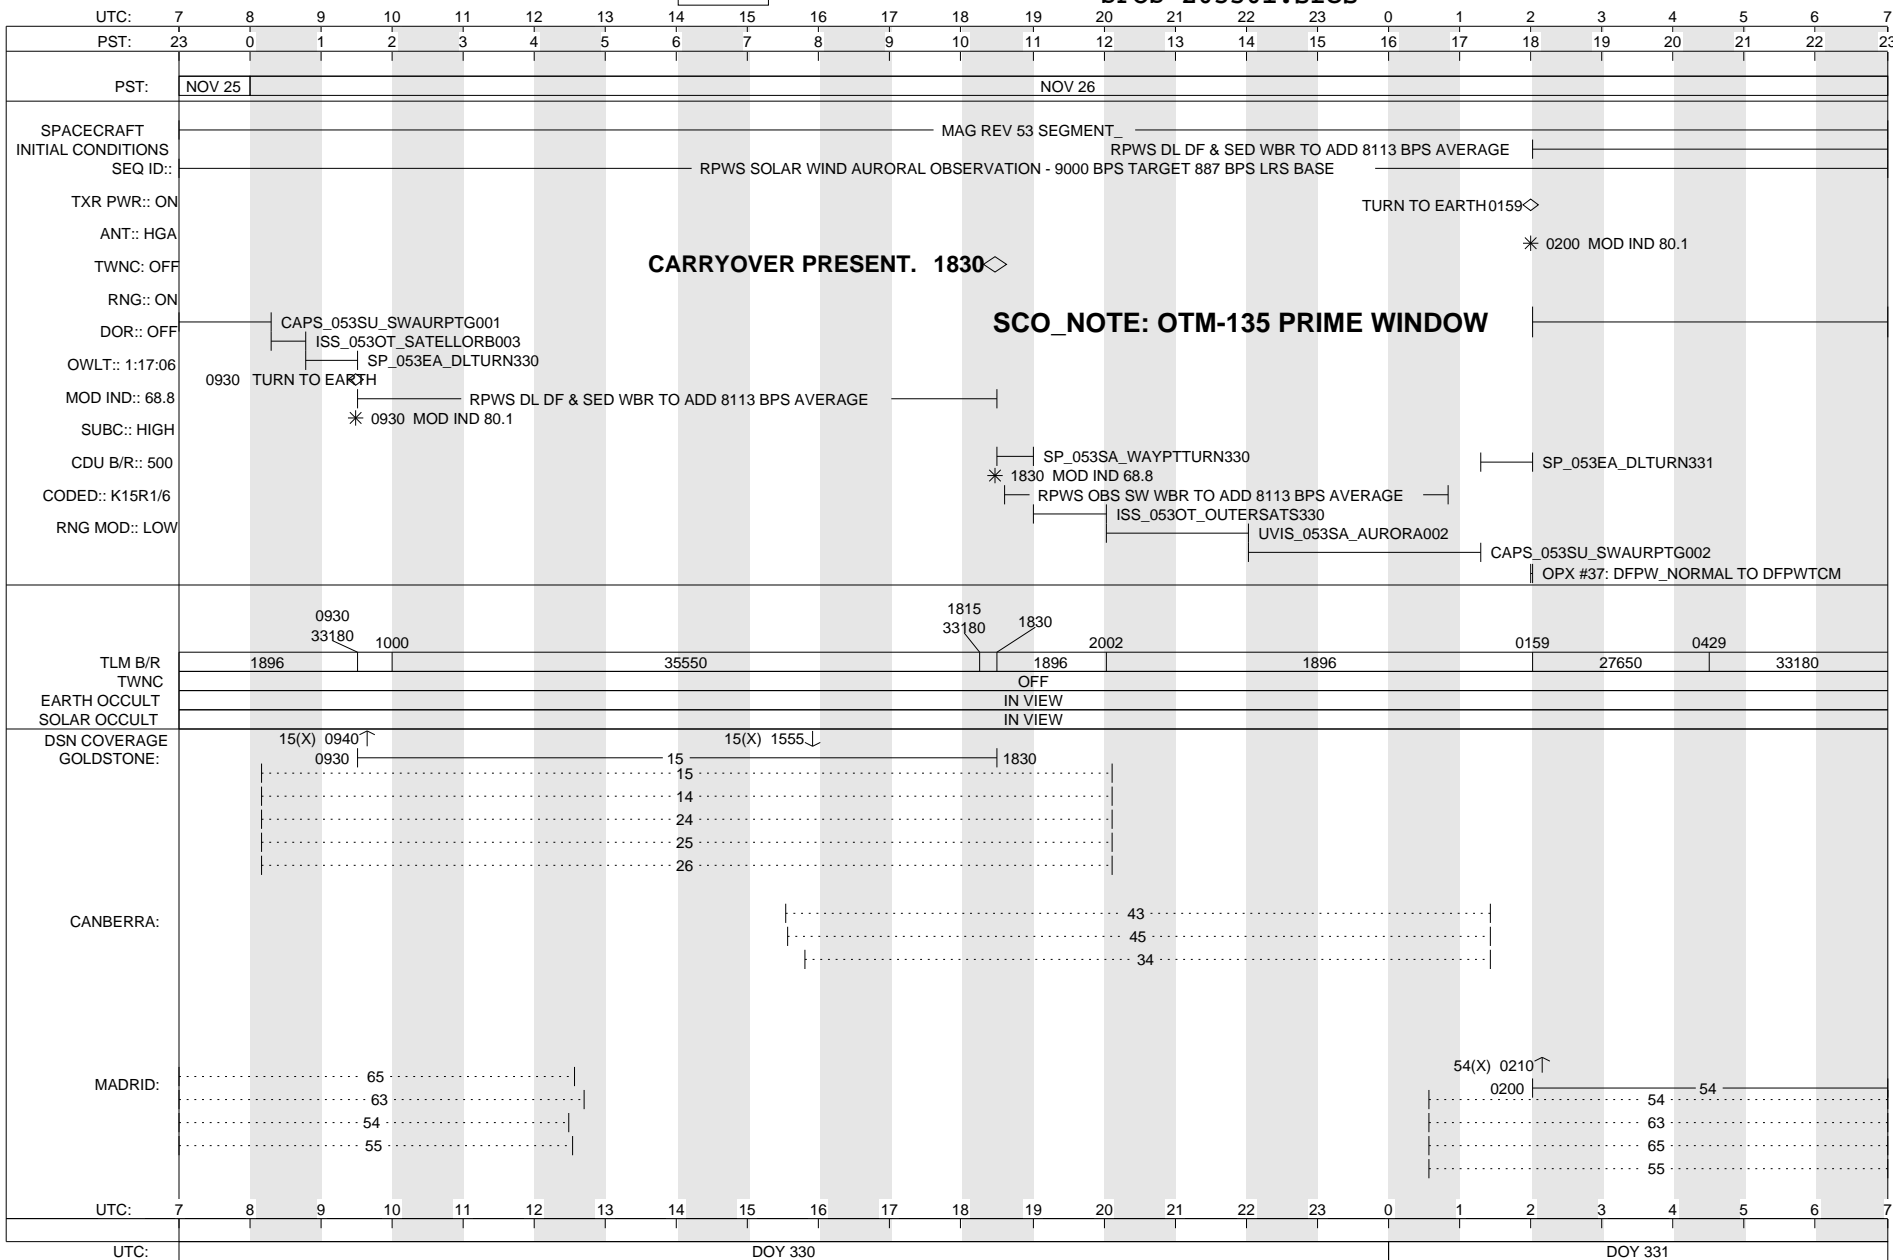 UTC: 7 8 9 10 11 12 13 14 15 16 17 18 19 20 21 22 23 0 1 2 3 4 5 6 7
PST: 23 0 1 2 3 4 5 6 7 8 9 10 11 12 13 14 15 16 17 18 19 20 21 22 23
PST: NOV 25 NOV 26
SPACECRAFT MAG REV 53 SEGMENT_
INITIAL CONDITIONS RPWS DL DF & SED WBR TO ADD 8113 BPS AVERAGE
SEQ ID:: RPWS SOLAR WIND AURORAL OBSERVATION - 9000 BPS TARGET 887 BPS LRS BASE
TXR PWR:: ON TURN TO EARTH 0159
ANT:: HGA
0200 MOD IND 80.1
TWNC: OFF CARRYOVER PRESENT. 1830
RNG:: ON
CAPS_053SU_SWAURPTG001 SCO_NOTE: OTM-135 PRIME WINDOW
DOR:: OFF
ISS_053OT_SATELLORB003
OWLT:: 1:17:06 SP_053EA_DLTURN330
0930 TURN TO EARTH
MOD IND:: 68.8 RPWS DL DF & SED WBR TO ADD 8113 BPS AVERAGE
0930 MOD IND 80.1
SUBC:: HIGH
SP_053SA_WAYPTTURN330
CDU B/R:: 500 SP_053EA_DLTURN331
1830 MOD IND 68.8
CODED:: K15R1/6 RPWS OBS SW WBR TO ADD 8113 BPS AVERAGE
ISS_053OT_OUTERSATS330
RNG MOD:: LOW
UVIS_053SA_AURORA002
CAPS_053SU_SWAURPTG002
OPX #37: DFPW_NORMAL TO DFPWTCM
0930 1815
33180 1000 33180 1830 2002 0159 0429
TLM B/R 1896 35550 1896 1896 27650 33180
TWNC OFF
EARTH OCCULT IN VIEW
SOLAR OCCULT IN VIEW
DSN COVERAGE 15(X) 0940 15(X) 1555
GOLDSTONE: 0930 15 1830
15
14
24
25
26
CANBERRA: 43
45
34
54(X) 0210
MADRID: 65 0200 54
63 54
54 63
55 65
55
UTC: 7 8 9 10 11 12 13 14 15 16 17 18 19 20 21 22 23 0 1 2 3 4 5 6 7
UTC: DOY 330 DOY 331